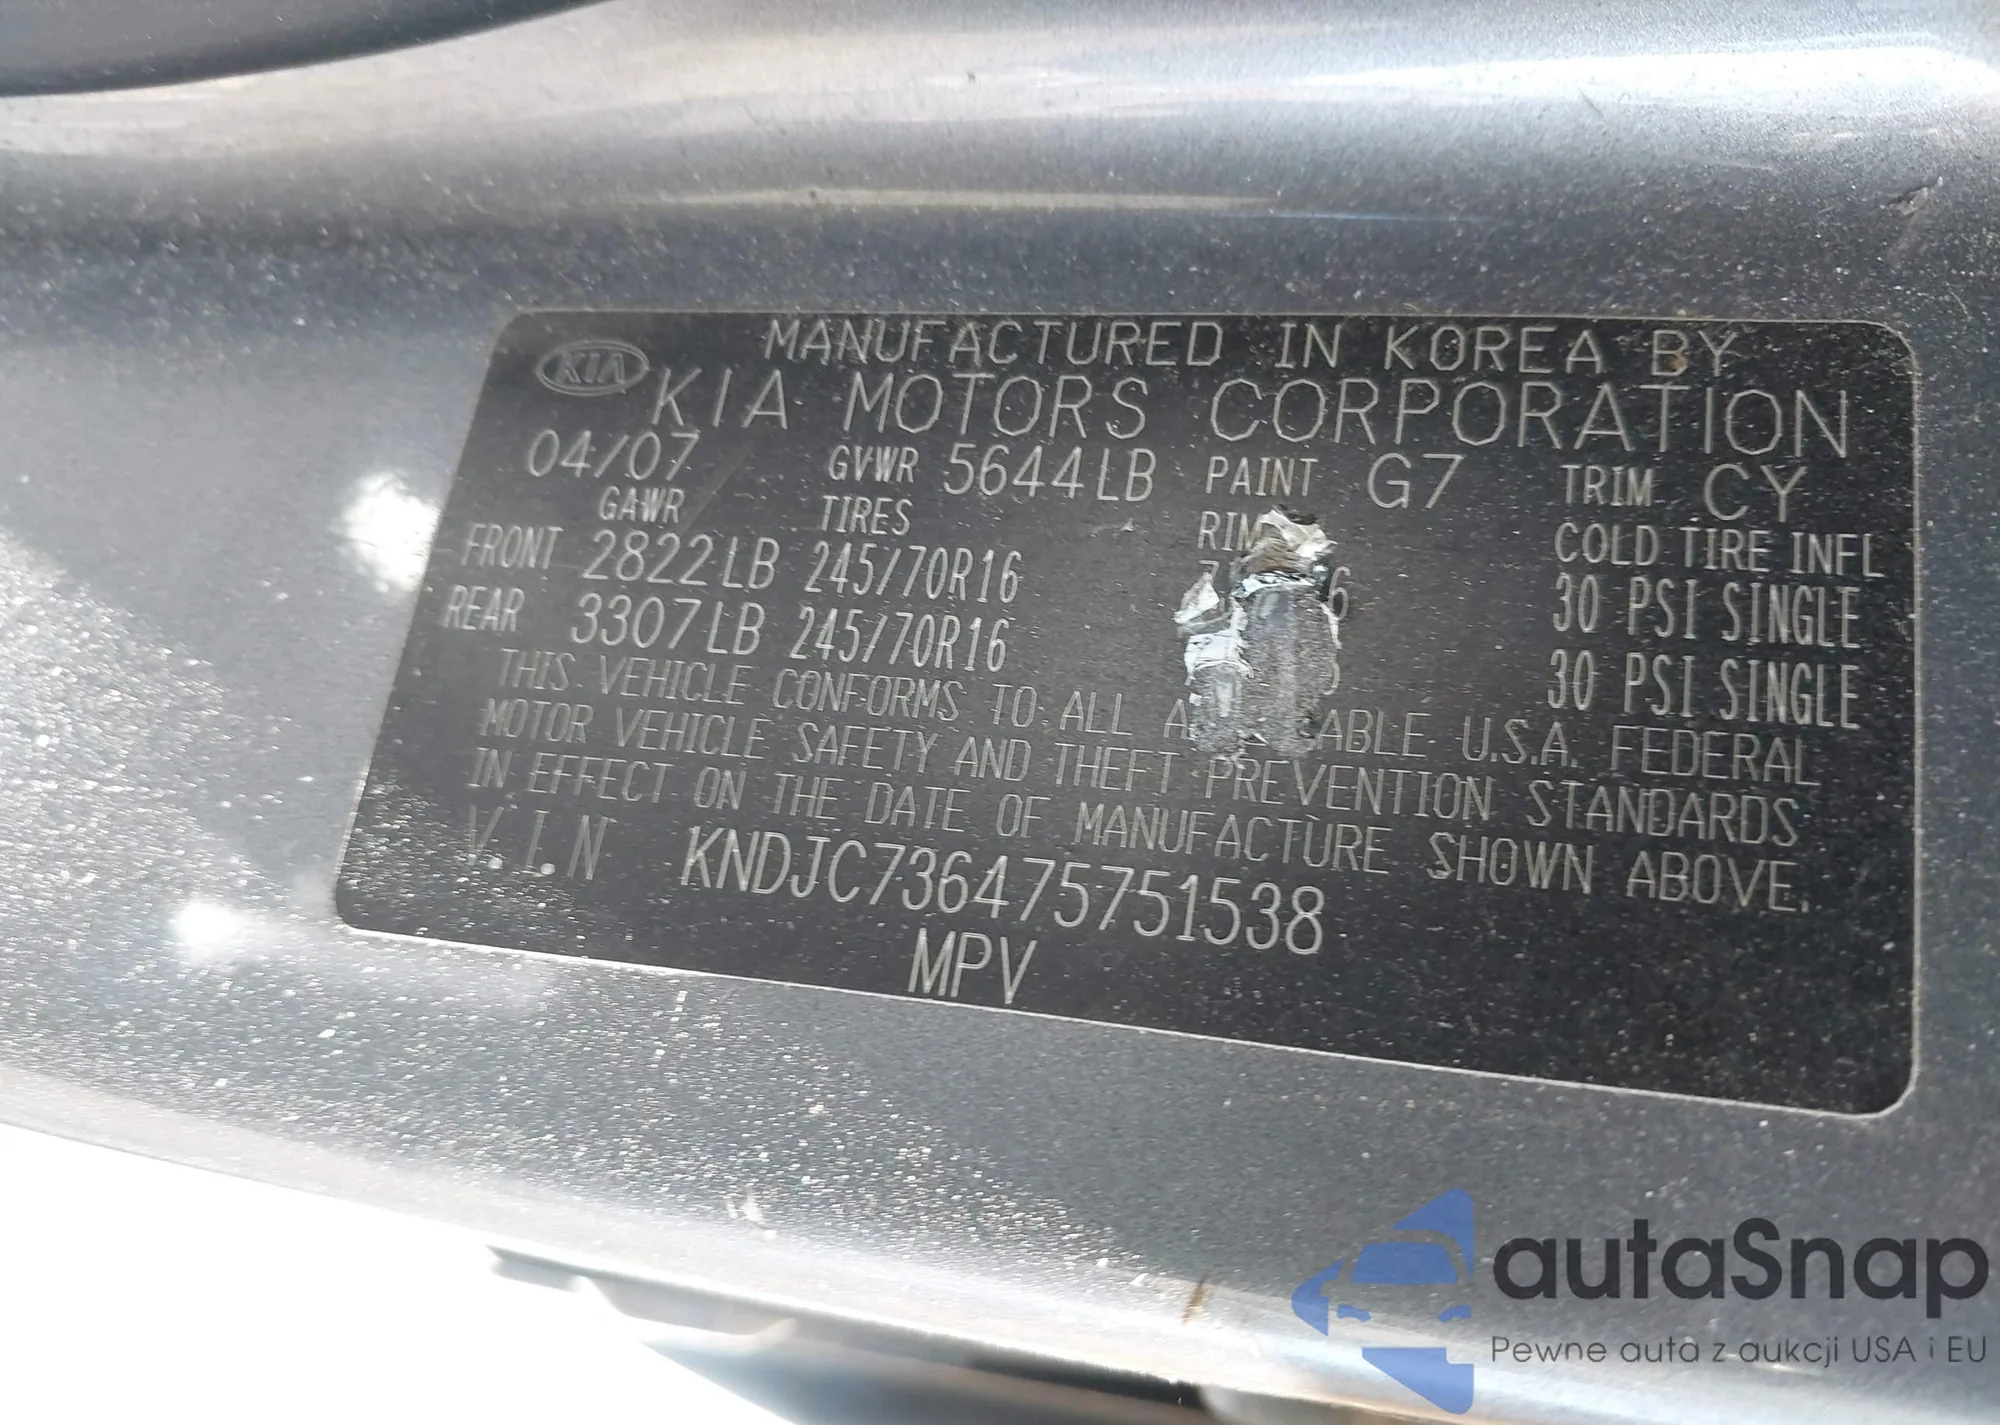 KIA
MANUFACTURED IN KOREA BY
KIA MOTORS CORPORATION
04/07 GVWR 5644LB PAINT G7 TRIM CY
GAWR TIRES COLD TIRE INFL
FRONT 2822LB 245/70R16 30 PSI SINGLE
REAR 3307LB 245/70R16 30 PSI SINGLE
THIS VEHICLE CONFORMS TO ALL U.S.A. FEDERAL
MOTOR VEHICLE SAFETY AND THEFT PREVENTION STANDARDS
IN EFFECT ON THE DATE OF MANUFACTURE SHOWN ABOVE.
V.I.N KNDJC736475751538
MPV
autaSnap
Pewne auta z aukcji USA i EU